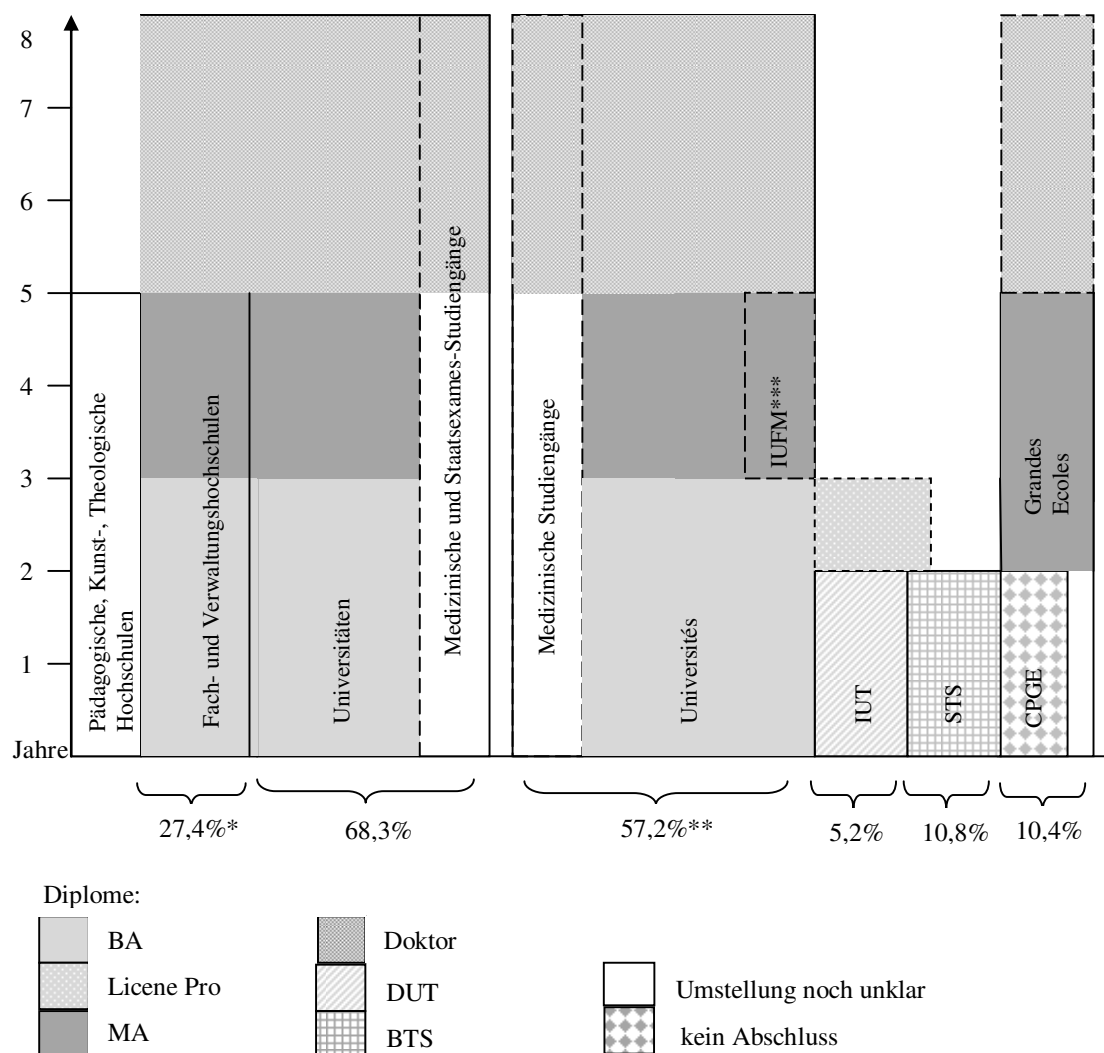 8
7
6
5
4
3
2
1
Jahre
Pädagogische, Kunst-, Theologische
Hochschulen
Fach- und Verwaltungshochschulen
Universitäten
Medizinische und Staatsexames-Studiengänge
Medizinische Studiengänge
Universités
IUFM***
IUT
STS
CPGE
Grandes
Ecoles
27,4%*
68,3%
57,2%**
5,2%
10,8%
10,4%
Diplome:
BA
Licene Pro
MA
Doktor
DUT
BTS
Umstellung noch unklar
kein Abschluss